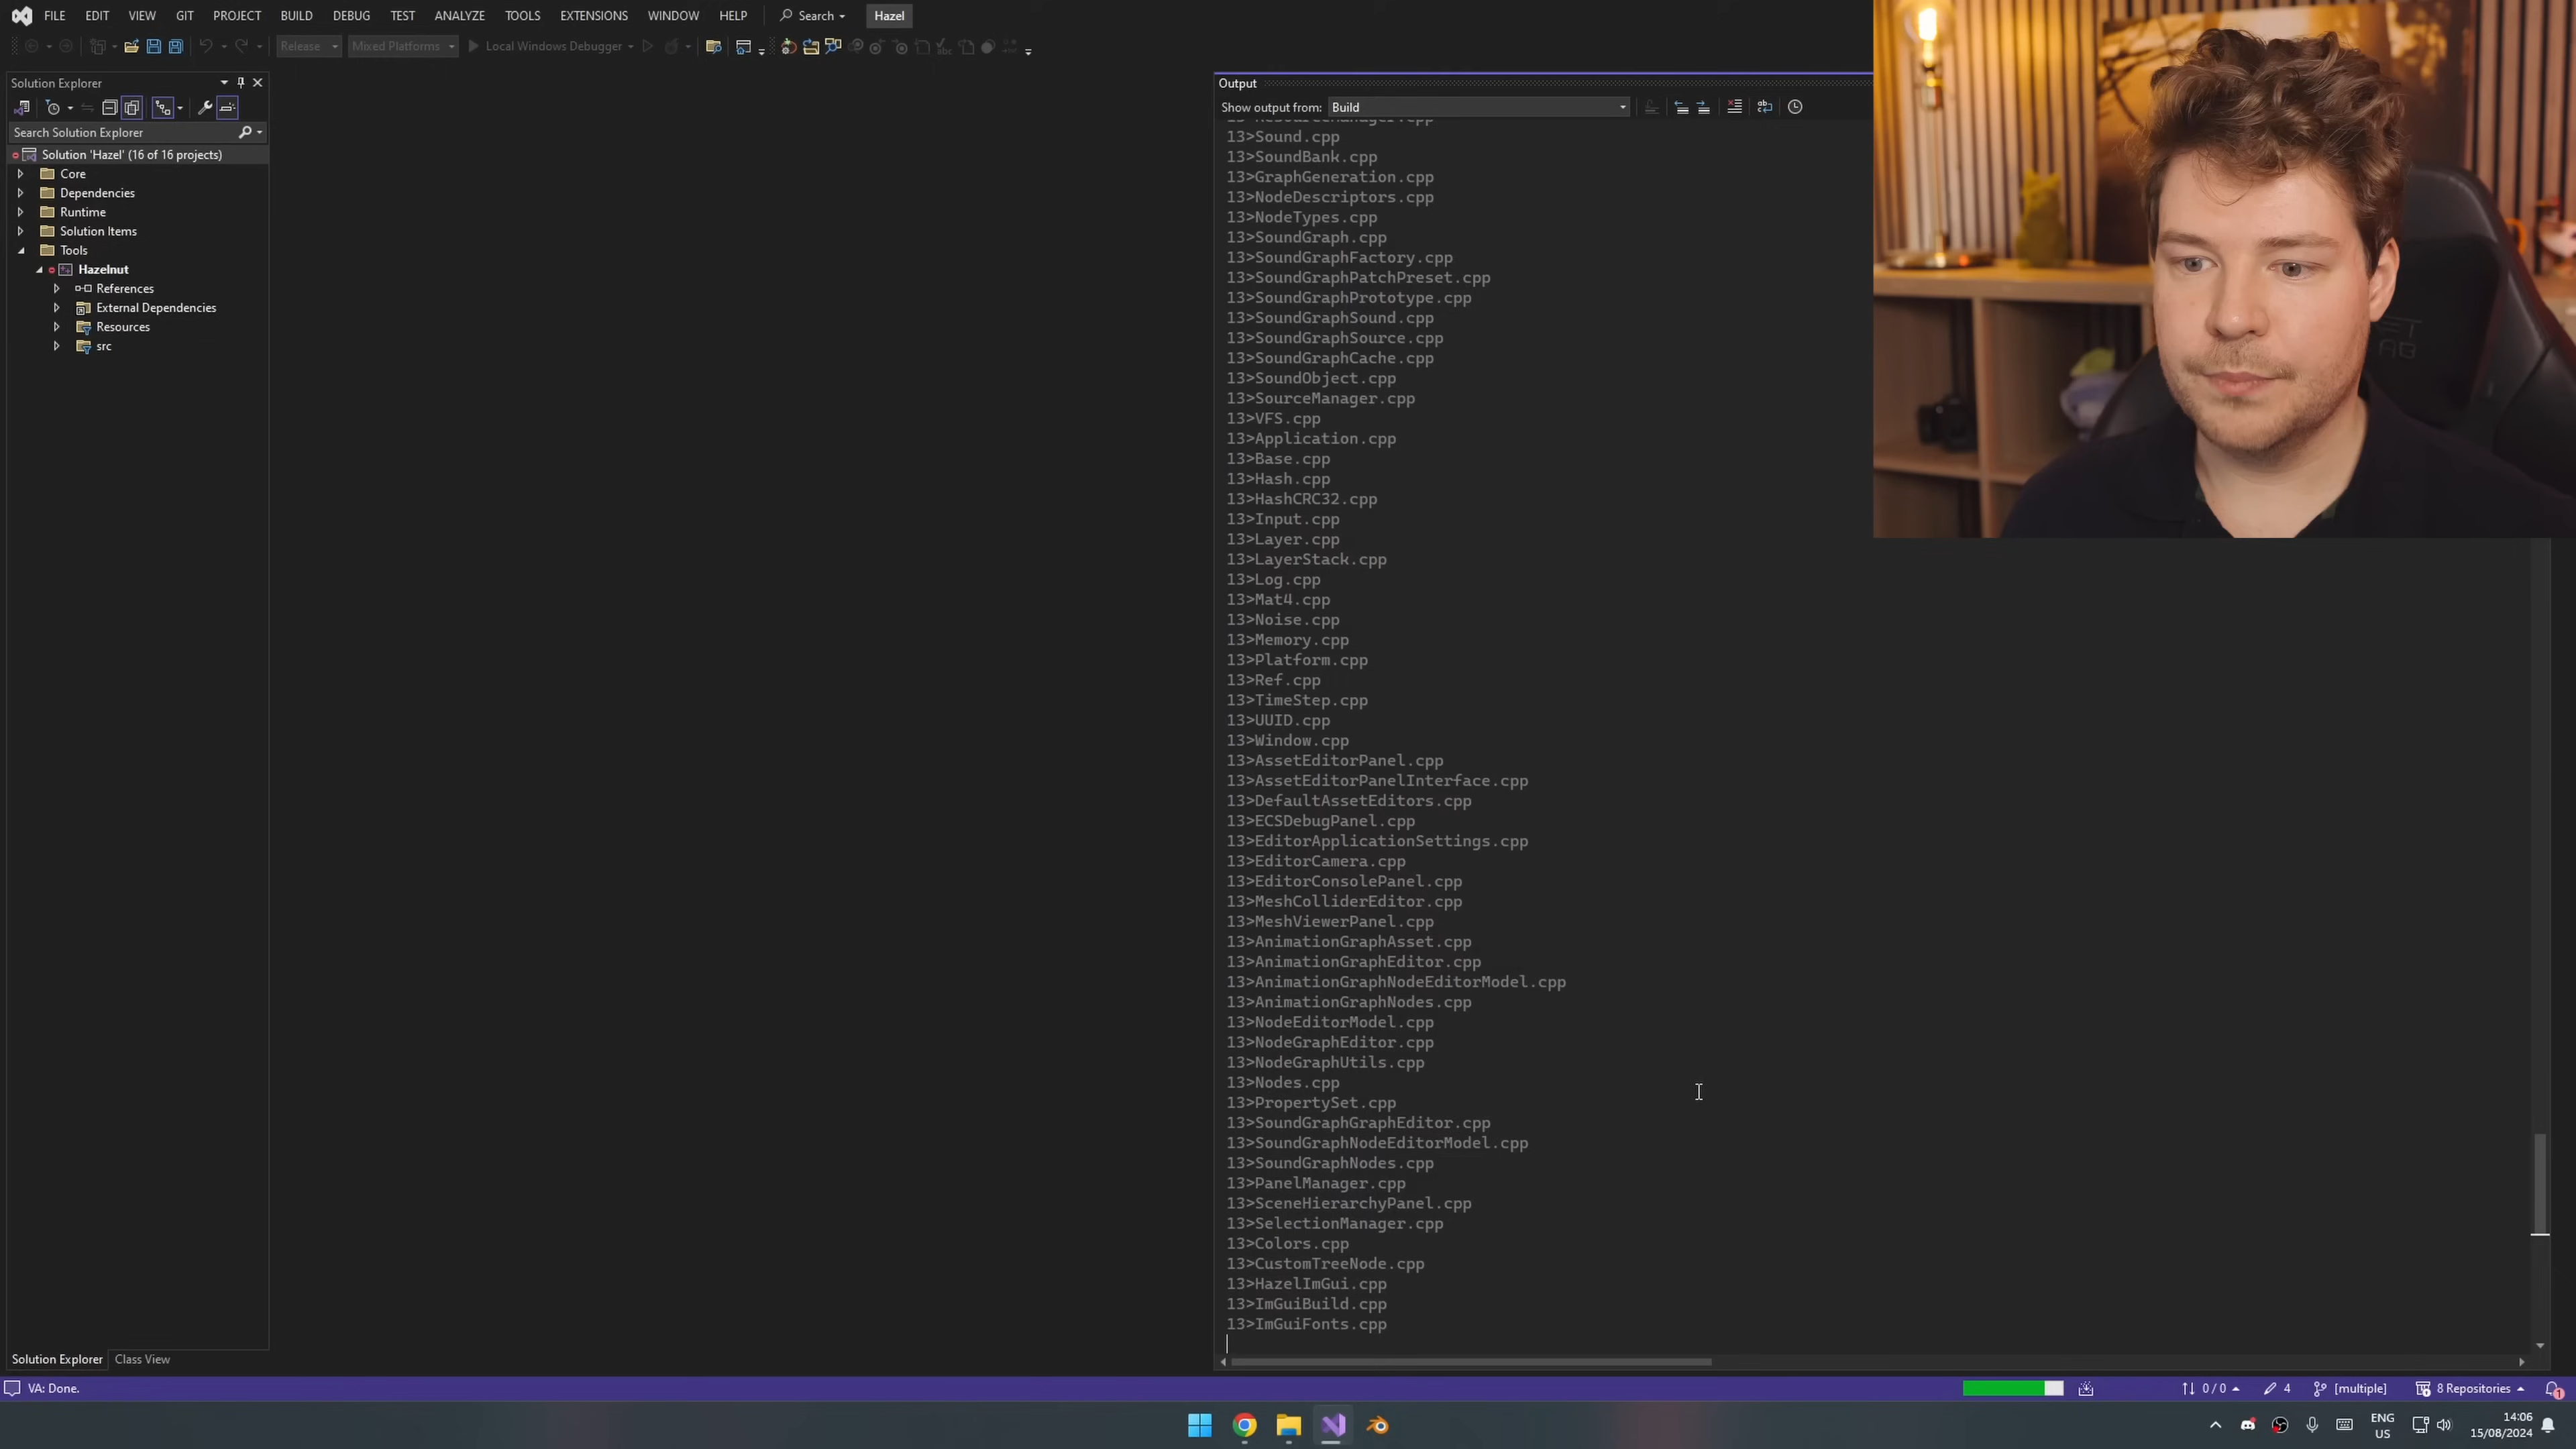 FILE EDIT VIEW GIT PROJECT BUILD DEBUG TEST ANALYZE TOOLS EXTENSIONS WINDOW HELP Search Hazel
Release Mixed Platforms Local Windows Debugger
Solution Explorer
Search Solution Explorer
Solution 'Hazel' (16 of 16 projects)
Core
Dependencies
Runtime
Solution Items
Tools
Hazelnut
References
External Dependencies
Resources
src
Solution Explorer Class View
Output
Show output from: Build
13>ResourceManager.cpp
13>Sound.cpp
13>SoundBank.cpp
13>GraphGeneration.cpp
13>NodeDescriptors.cpp
13>NodeTypes.cpp
13>SoundGraph.cpp
13>SoundGraphFactory.cpp
13>SoundGraphPatchPreset.cpp
13>SoundGraphPrototype.cpp
13>SoundGraphSound.cpp
13>SoundGraphSource.cpp
13>SoundGraphCache.cpp
13>SoundObject.cpp
13>SourceManager.cpp
13>VFS.cpp
13>Application.cpp
13>Base.cpp
13>Hash.cpp
13>HashCRC32.cpp
13>Input.cpp
13>Layer.cpp
13>LayerStack.cpp
13>Log.cpp
13>Mat4.cpp
13>Noise.cpp
13>Memory.cpp
13>Platform.cpp
13>Ref.cpp
13>TimeStep.cpp
13>UUID.cpp
13>Window.cpp
13>AssetEditorPanel.cpp
13>AssetEditorPanelInterface.cpp
13>DefaultAssetEditors.cpp
13>ECSDebugPanel.cpp
13>EditorApplicationSettings.cpp
13>EditorCamera.cpp
13>EditorConsolePanel.cpp
13>MeshColliderEditor.cpp
13>MeshViewerPanel.cpp
13>AnimationGraphAsset.cpp
13>AnimationGraphEditor.cpp
13>AnimationGraphNodeEditorModel.cpp
13>AnimationGraphNodes.cpp
13>NodeEditorModel.cpp
13>NodeGraphEditor.cpp
13>NodeGraphUtils.cpp
13>Nodes.cpp
13>PropertySet.cpp
13>SoundGraphGraphEditor.cpp
13>SoundGraphNodeEditorModel.cpp
13>SoundGraphNodes.cpp
13>PanelManager.cpp
13>SceneHierarchyPanel.cpp
13>SelectionManager.cpp
13>Colors.cpp
13>CustomTreeNode.cpp
13>HazelImGui.cpp
13>ImGuiBuild.cpp
13>ImGuiFonts.cpp
VA: Done. 0 / 0 4 [multiple] 8 Repositories 1
ENG
US
14:06
15/08/2024